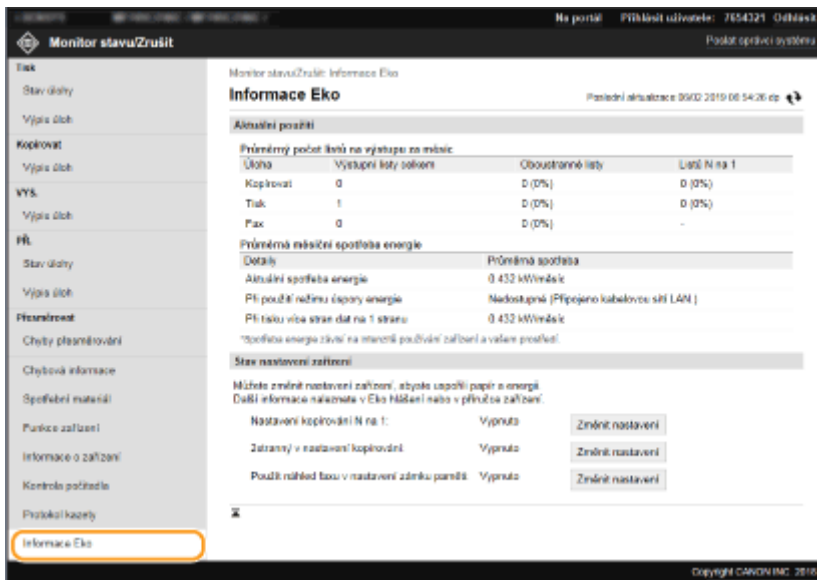 Na portál Přihlásit uživatele: 7654321 Odhlásit
Monitor stavu/Zrušit
Poslat správci systému
Tisk
Stav úlohy
Výpis úloh
Kopírovat
Výpis úloh
VYS.
Výpis úloh
PŘ.
Stav úlohy
Výpis úloh
Přesměrovat
Chyby přesměrování
Chybová informace
Spotřební materiál
Funkce zařízení
Informace o zařízení
Kontrola počitadla
Protokol kazety
Informace Eko
Monitor stavu/Zrušit: Informace Eko
Informace Eko
Poslední aktualizace 06/02 2019 08:54:26 dp.
Aktuální použití
Průměrný počet listů na výstupu za měsíc
Úloha Výstupní listy celkem Oboustranné listy Listů N na 1
Kopírovat 0 0 (0%) 0 (0%)
Tisk 1 0 (0%) 0 (0%)
Fax 0 0 (0%) -
Průměrná měsíční spotřeba energie
Detaily Průměrná spotřeba
Aktuální spotřeba energie 0.432 kW/měsíc
Při použití režimu úspory energie Nedostupné (Připojeno kabelovou sítí LAN.)
Při tisku více stran dat na 1 stranu 0.432 kW/měsíc
*Spotřeba energie závisí na intenzitě používání zařízení a vašem prostředí.
Stav nastavení zařízení
Můžete změnit nastavení zařízení, abyste uspořili papír a energii.
Další informace naleznete v Eko hlášení nebo v příručce zařízení.
Nastavení kopírování N na 1: Vypnuto Změnit nastavení
2stranný v nastavení kopírování: Vypnuto Změnit nastavení
Použít náhled faxu v nastavení zámku paměti: Vypnuto Změnit nastavení
Copyright CANON INC. 2018